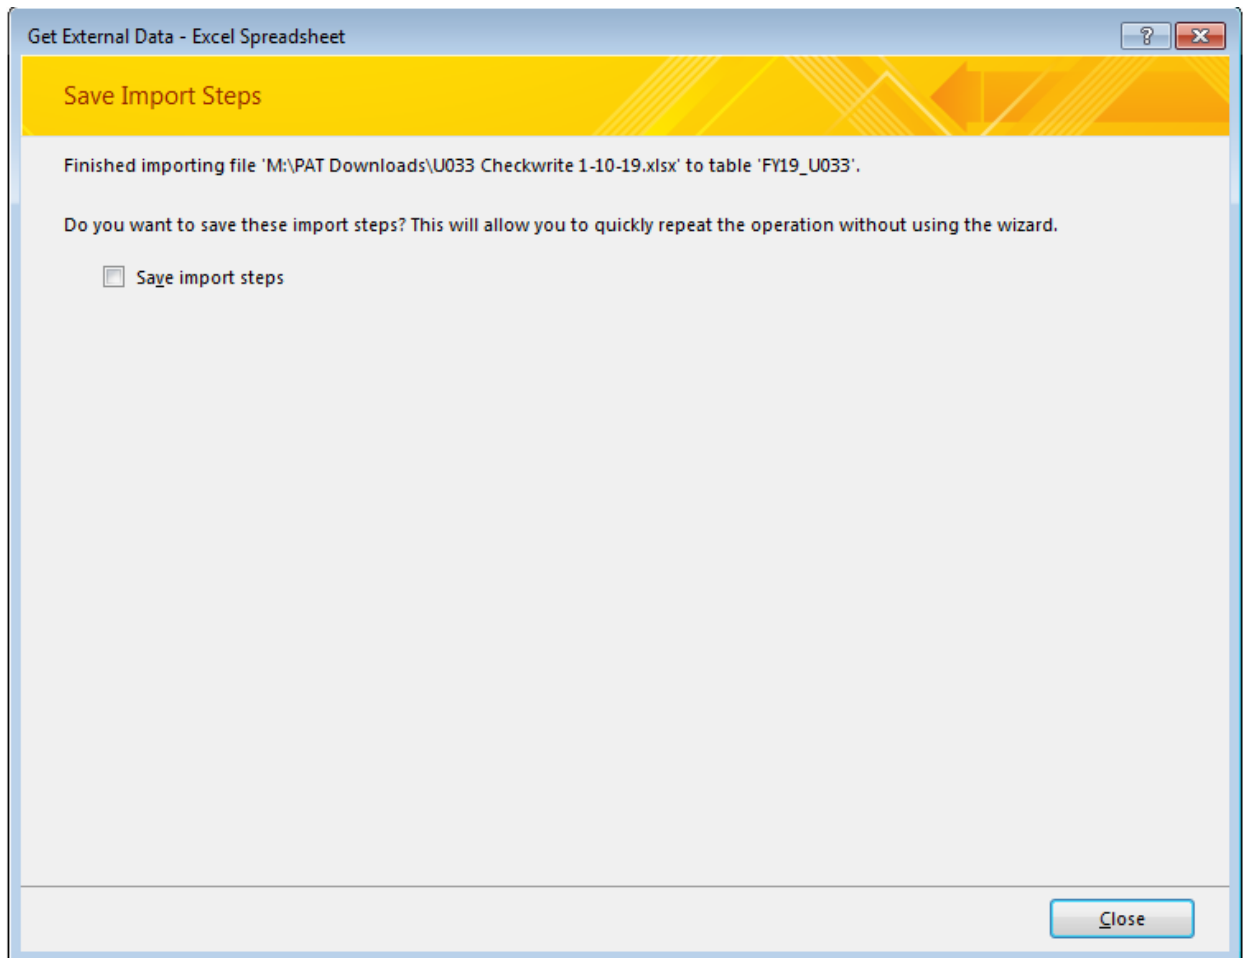 Get External Data - Excel Spreadsheet
Save Import Steps
Finished importing file 'M:\PAT Downloads\U033 Checkwrite 1-10-19.xlsx' to table 'FY19_U033'.
Do you want to save these import steps? This will allow you to quickly repeat the operation without using the wizard.
Save import steps
Close